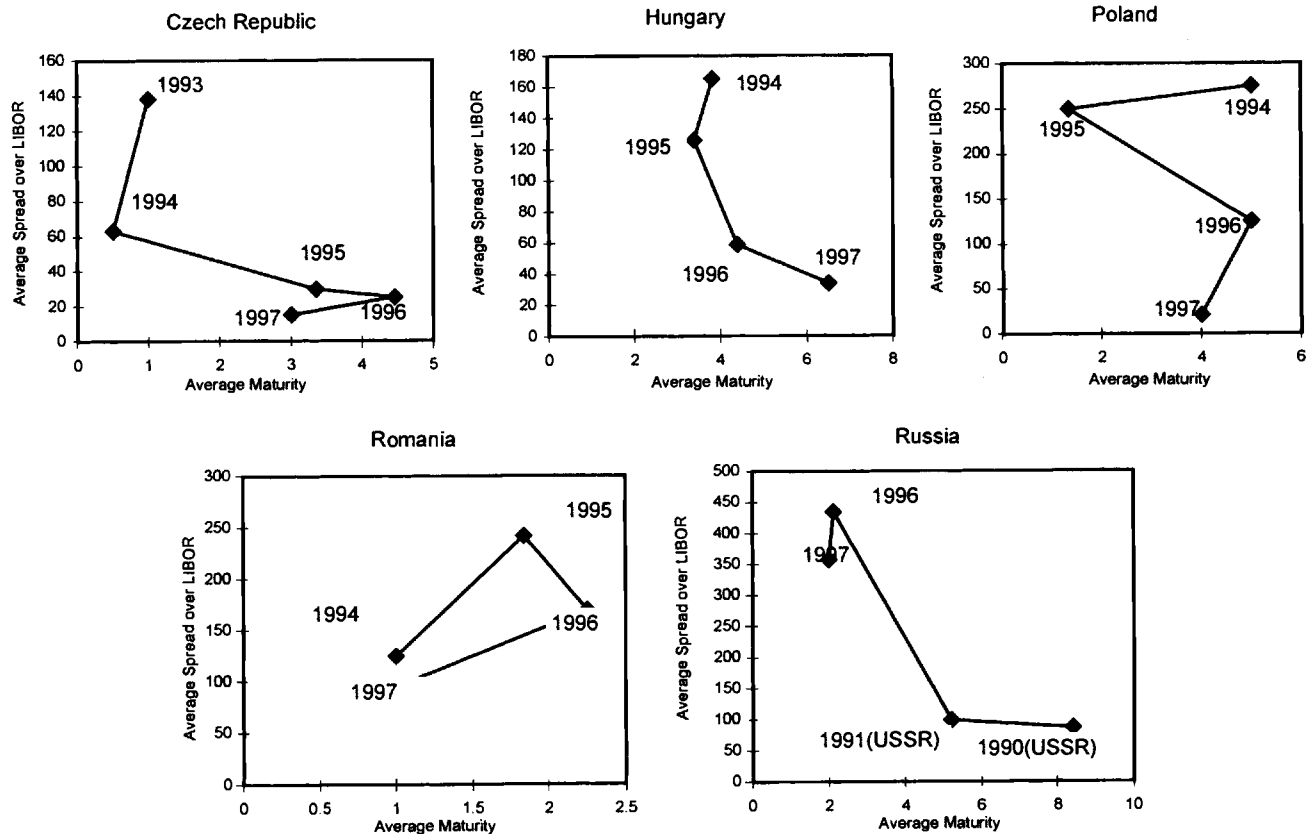 Czech Republic
Average Spread over LIBOR
160
140
120
100
80
60
40
20
0
1993
1994
1995
1996
1997
0 1 2 3 4 5
Average Maturity
Hungary
Average Spread over LIBOR
180
160
140
120
100
80
60
40
20
0
1994
1995
1996
1997
0 2 4 6 8
Average Maturity
Poland
Average Spread over LIBOR
300
250
200
150
100
50
0
1994
1995
1996
1997
0 2 4 6
Average Maturity
Romania
Average Spread over LIBOR
300
250
200
150
100
50
0
1995
1994
1996
1997
0 0.5 1 1.5 2 2.5
Average Maturity
Russia
Average Spread over LIBOR
500
450
400
350
300
250
200
150
100
50
0
1996
1997
1991(USSR)
1990(USSR)
0 2 4 6 8 10
Average Maturity